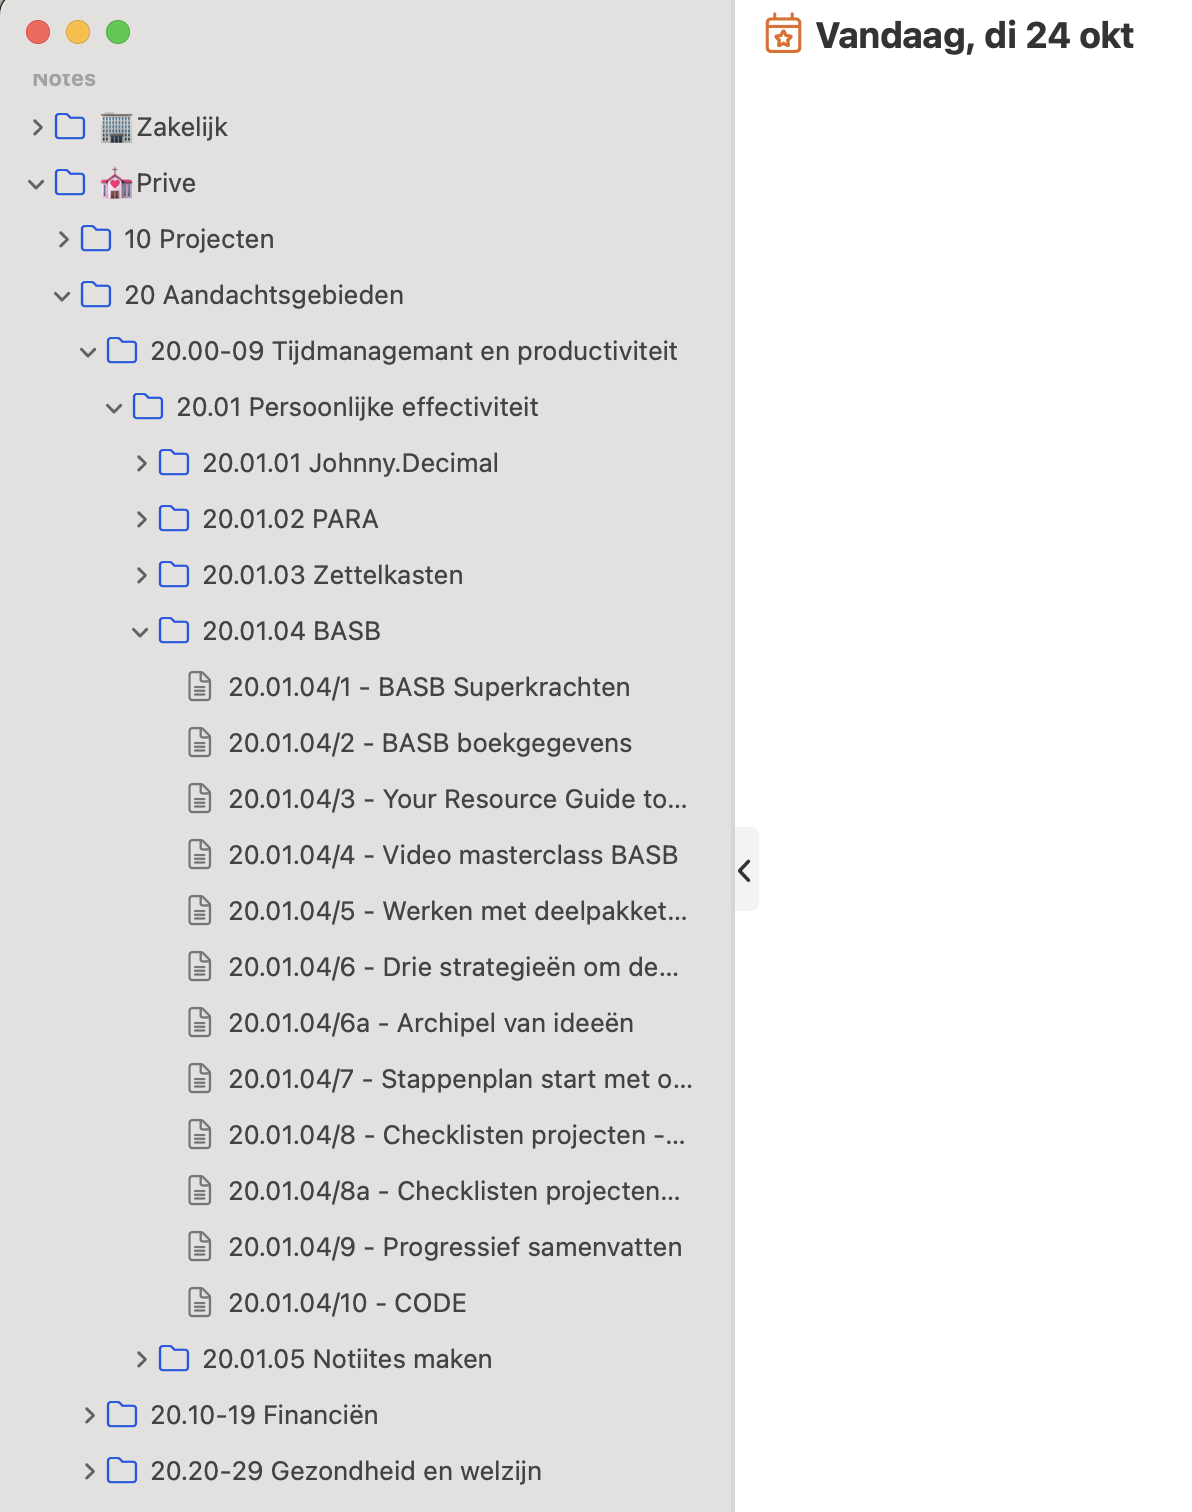 Notes
Zakelijk
Prive
10 Projecten
20 Aandachtsgebieden
20.00-09 Tijdmanagemant en productiviteit
20.01 Persoonlijke effectiviteit
20.01.01 Johnny.Decimal
20.01.02 PARA
20.01.03 Zettelkasten
20.01.04 BASB
20.01.04/1 - BASB Superkrachten
20.01.04/2 - BASB boekgegevens
20.01.04/3 - Your Resource Guide to...
20.01.04/4 - Video masterclass BASB
20.01.04/5 - Werken met deelpakket...
20.01.04/6 - Drie strategieën om de...
20.01.04/6a - Archipel van ideeën
20.01.04/7 - Stappenplan start met o...
20.01.04/8 - Checklisten projecten -...
20.01.04/8a - Checklisten projecten...
20.01.04/9 - Progressief samenvatten
20.01.04/10 - CODE
20.01.05 Notiites maken
20.10-19 Financiën
20.20-29 Gezondheid en welzijn
Vandaag, di 24 okt